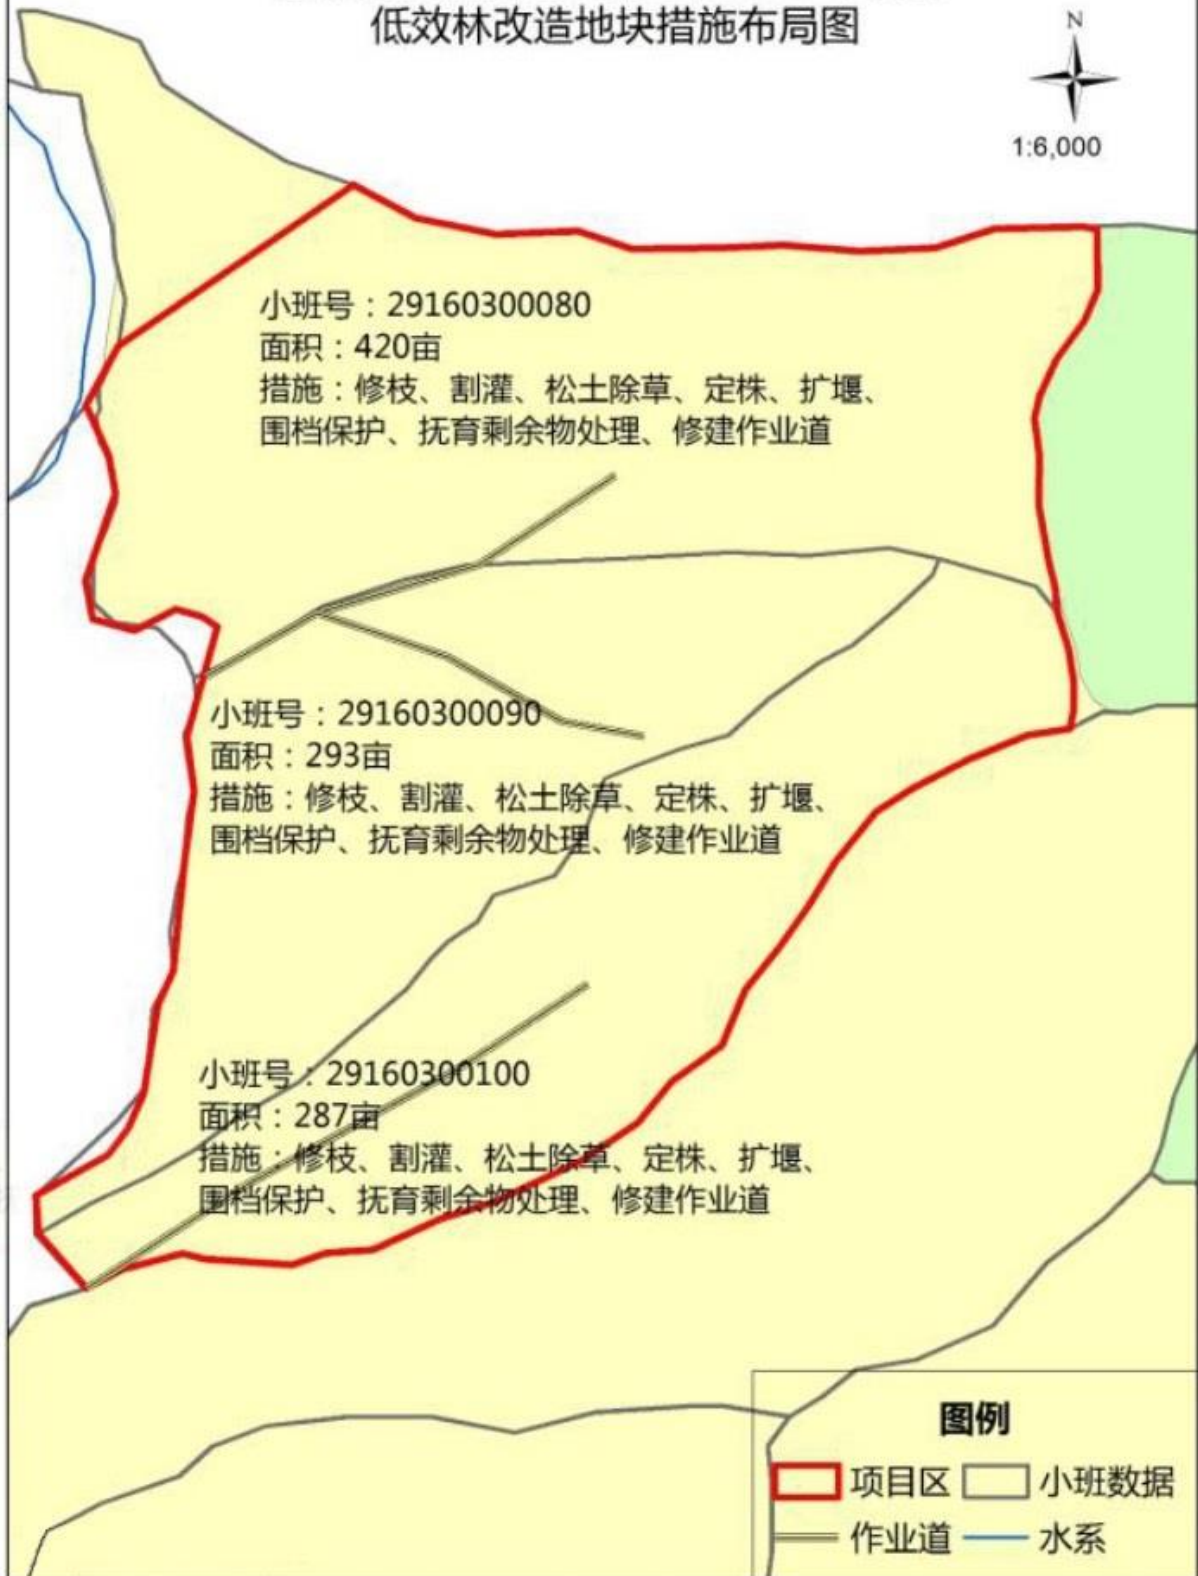 低效林改造地块措施布局图
N
1:6,000
小班号：29160300080
面积：420亩
措施：修枝、割灌、松土除草、定株、扩堰、
围档保护、抚育剩余物处理、修建作业道
小班号：29160300090
面积：293亩
措施：修枝、割灌、松土除草、定株、扩堰、
围档保护、抚育剩余物处理、修建作业道
小班号：29160300100
面积：287亩
措施：修枝、割灌、松土除草、定株、扩堰、
围档保护、抚育剩余物处理、修建作业道
图例
项目区 小班数据
作业道 水系